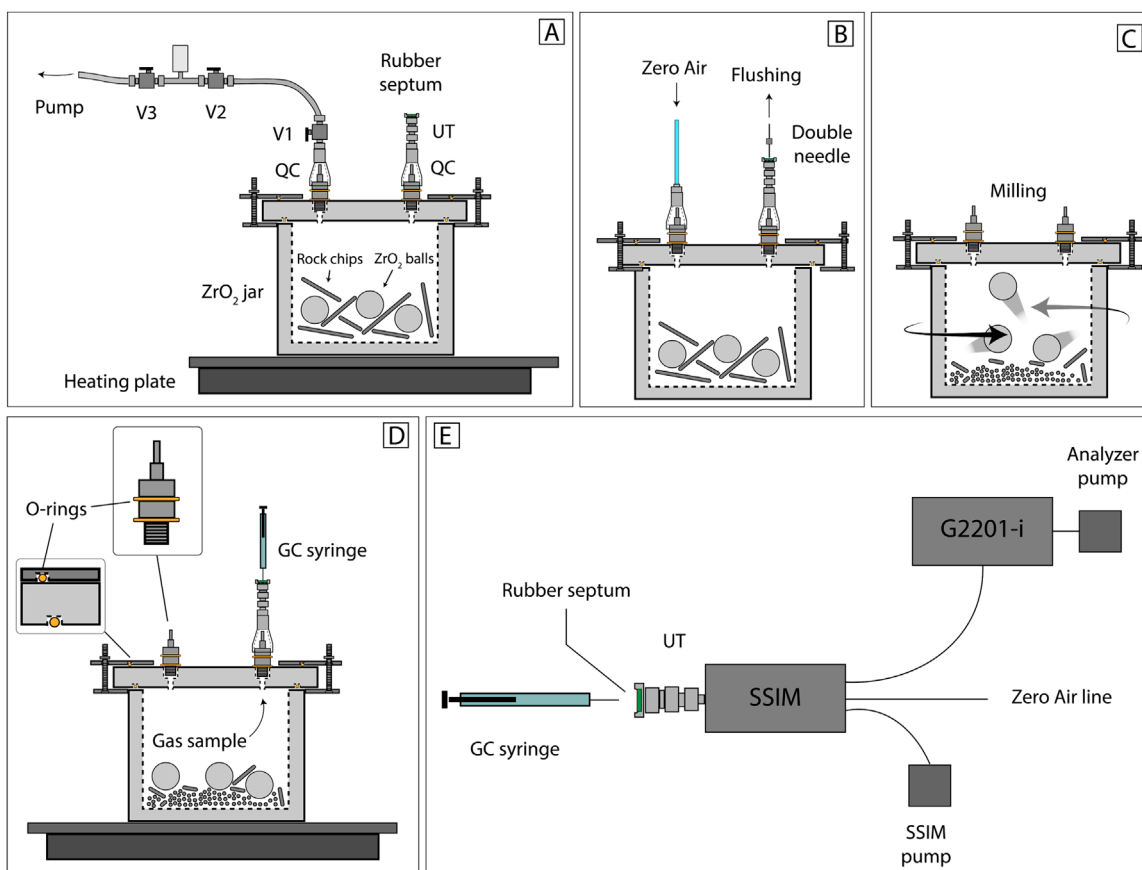 A
Rubber
septum
Pump
V3
V2
V1
UT
QC
QC
Rock chips
ZrO₂ balls
ZrO₂ jar
Heating plate
B
Zero Air
Flushing
Double
needle
C
Milling
D
O-rings
GC syringe
Gas sample
E
Analyzer
pump
G2201-i
Rubber septum
UT
SSIM
Zero Air line
GC syringe
SSIM
pump